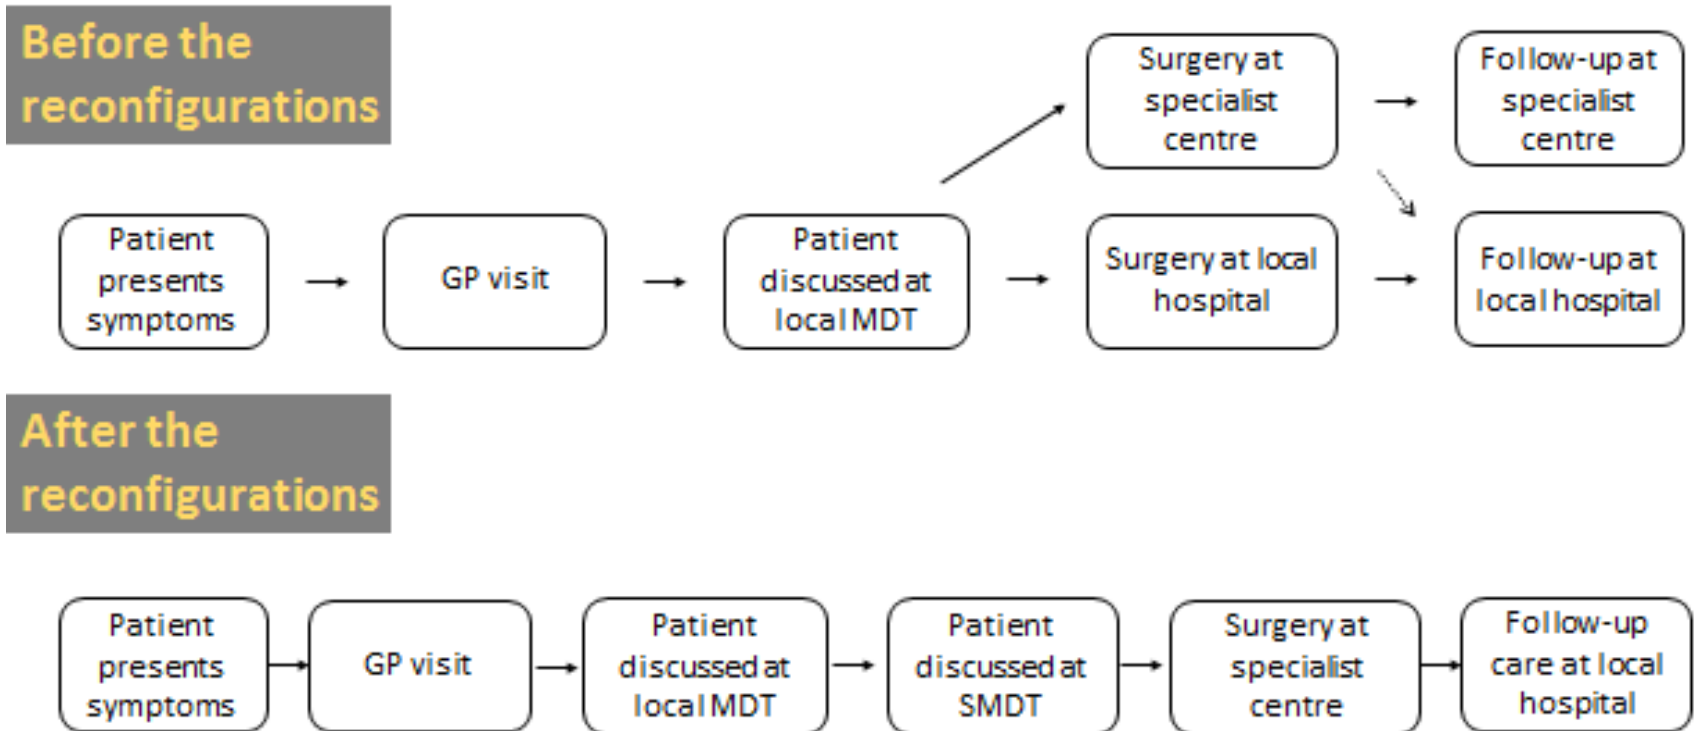 Before the
reconfigurations
Surgery at
specialist
centre
Follow-up at
specialist
centre
Patient
presents
symptoms
GP visit
Patient
discussed at
local MDT
Surgery at local
hospital
Follow-up at
local hospital
After the
reconfigurations
Patient
presents
symptoms
GP visit
Patient
discussed at
local MDT
Patient
discussed at
SMDT
Surgery at
specialist
centre
Follow-up
care at local
hospital